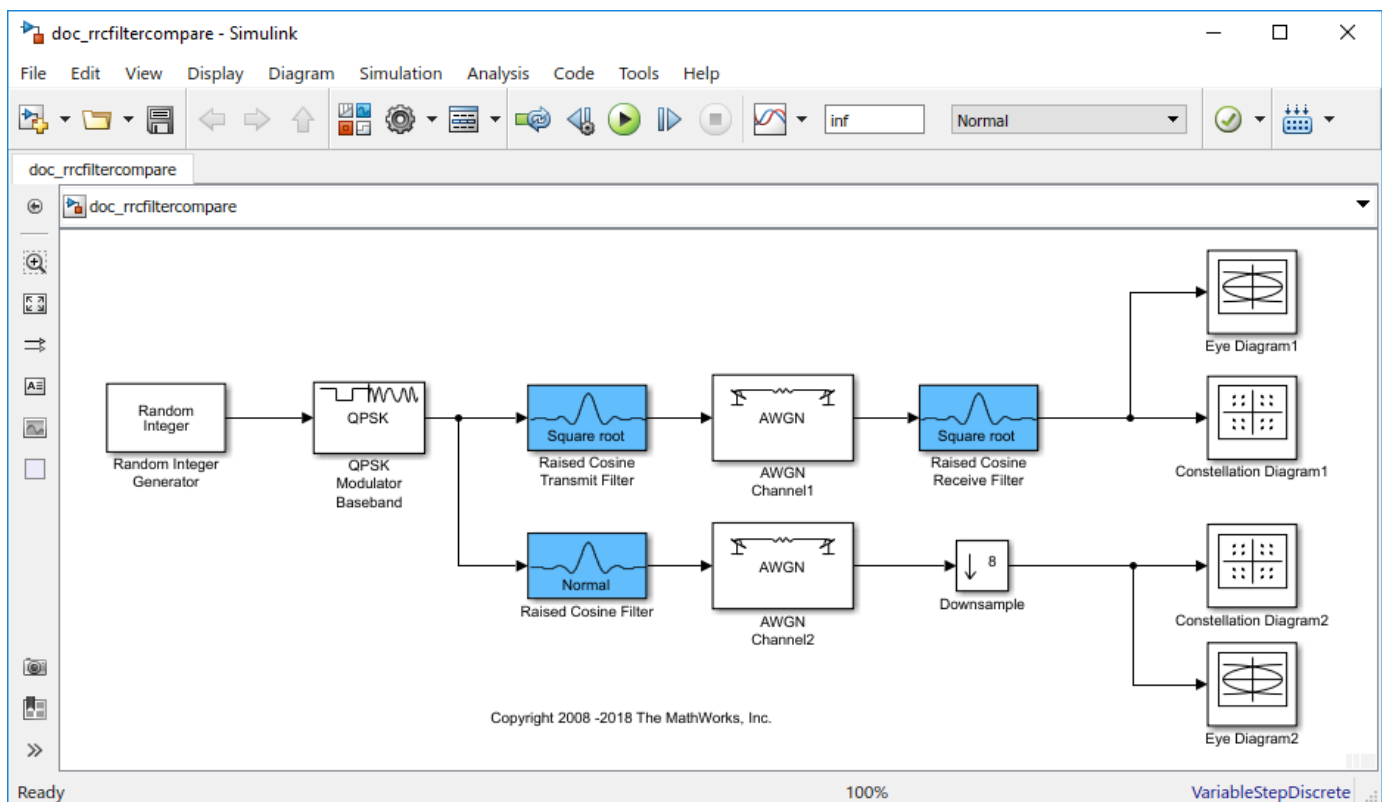 doc_rrcfiltercompare - Simulink
File Edit View Display Diagram Simulation Analysis Code Tools Help
inf Normal
doc_rrcfiltercompare
doc_rrcfiltercompare
Eye Diagram1
Random
Integer
Random Integer
Generator
QPSK
QPSK
Modulator
Baseband
Square root
Raised Cosine
Transmit Filter
AWGN
AWGN
Channel1
Square root
Raised Cosine
Receive Filter
Constellation Diagram1
Normal
Raised Cosine Filter
AWGN
AWGN
Channel2
8
Downsample
Constellation Diagram2
Eye Diagram2
Copyright 2008 -2018 The MathWorks, Inc.
Ready 100% VariableStepDiscrete